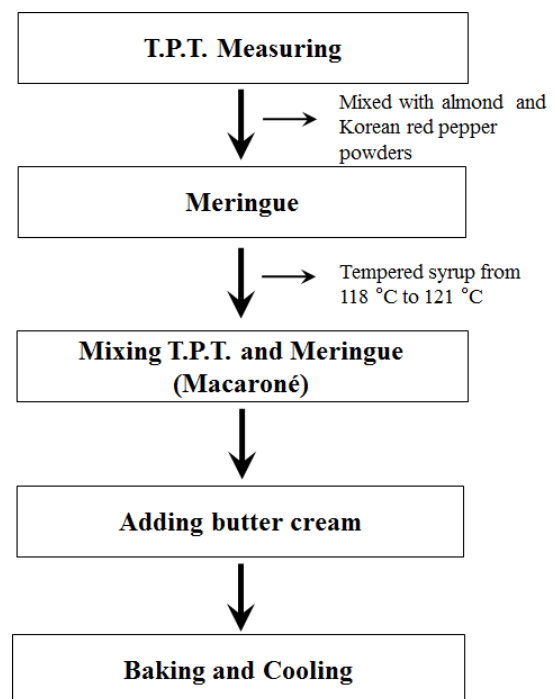 T.P.T. Measuring
Mixed with almond and
Korean red pepper
powders
Meringue
Tempered syrup from
118 °C to 121 °C
Mixing T.P.T. and Meringue
(Macaroné)
Adding butter cream
Baking and Cooling